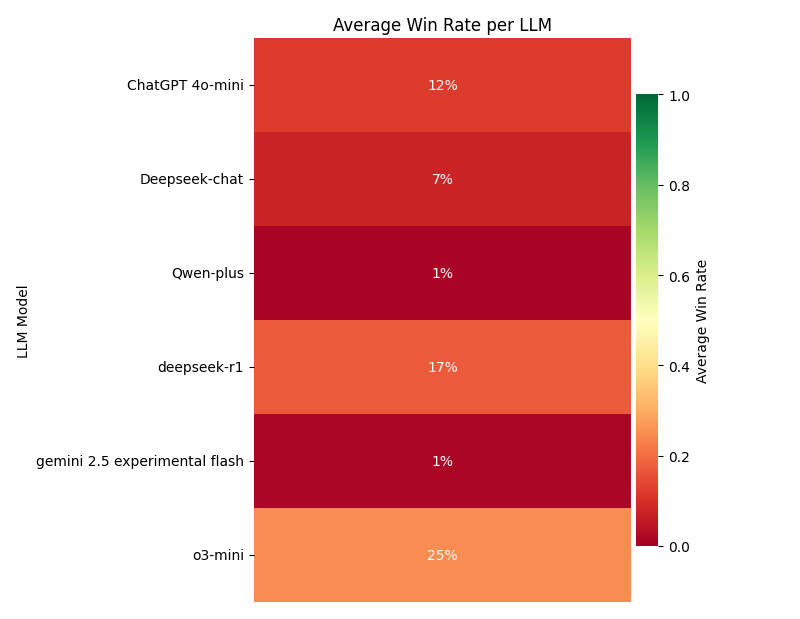 Average Win Rate per LLM
LLM Model
ChatGPT 4o-mini
12%
Deepseek-chat
7%
Qwen-plus
1%
deepseek-r1
17%
gemini 2.5 experimental flash
1%
o3-mini
25%
1.0
0.8
0.6
0.4
0.2
0.0
Average Win Rate